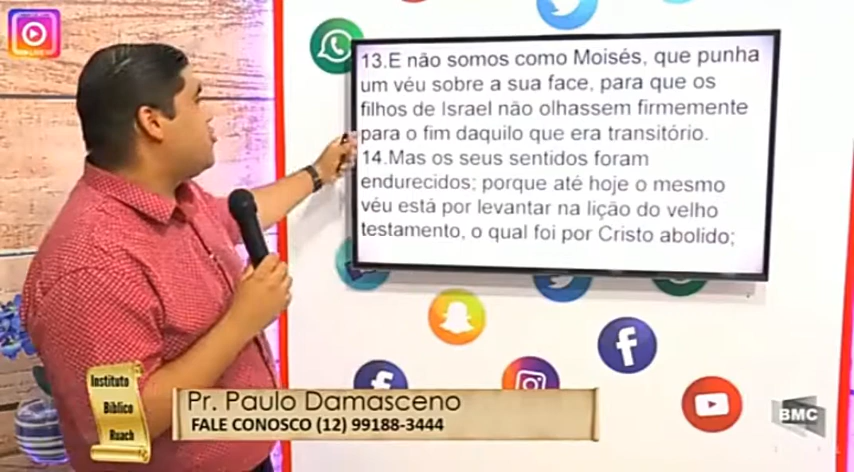 13.E não somos como Moisés, que punha
um véu sobre a sua face, para que os
filhos de Israel não olhassem firmemente
para o fim daquilo que era transitório.
14.Mas os seus sentidos foram
endurecidos; porque até hoje o mesmo
véu está por levantar na lição do velho
testamento, o qual foi por Cristo abolido;
Instituto
Bíblico
Ruach
Pr. Paulo Damasceno
FALE CONOSCO (12) 99188-3444
BMC